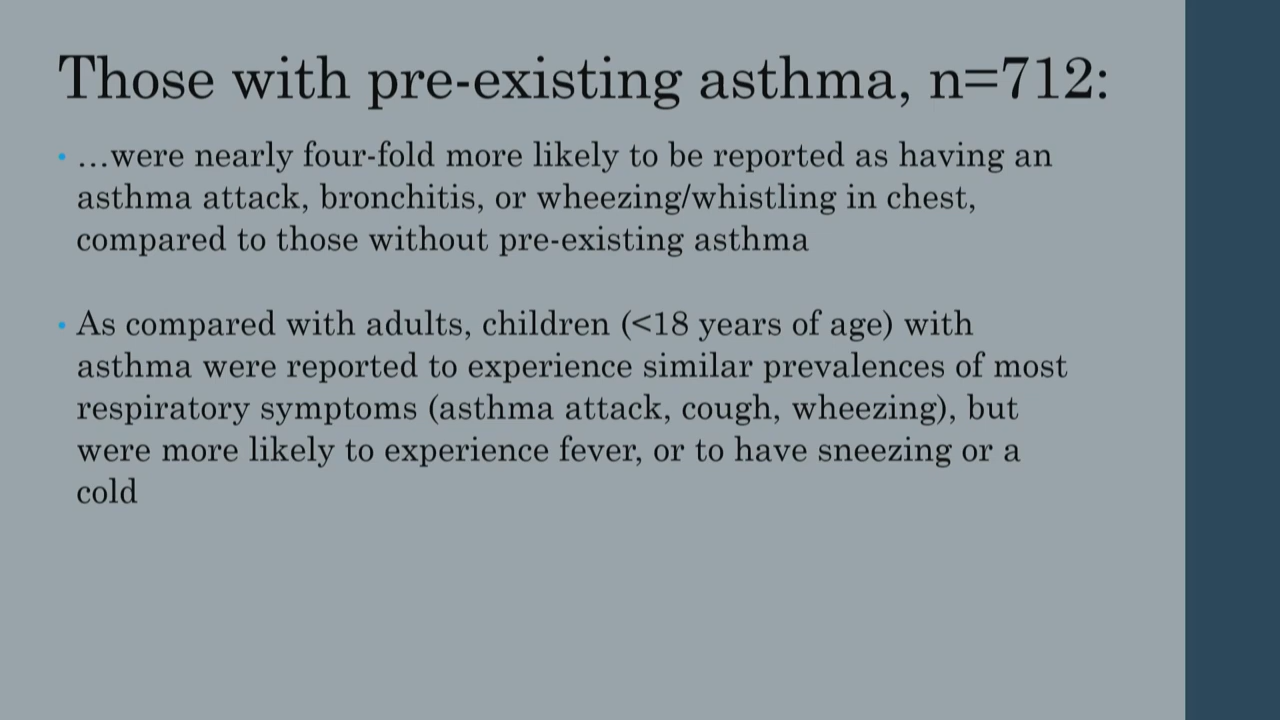 Those with pre-existing asthma, n=712:
• …were nearly four-fold more likely to be reported as having an
asthma attack, bronchitis, or wheezing/whistling in chest,
compared to those without pre-existing asthma
• As compared with adults, children (<18 years of age) with
asthma were reported to experience similar prevalences of most
respiratory symptoms (asthma attack, cough, wheezing), but
were more likely to experience fever, or to have sneezing or a
cold